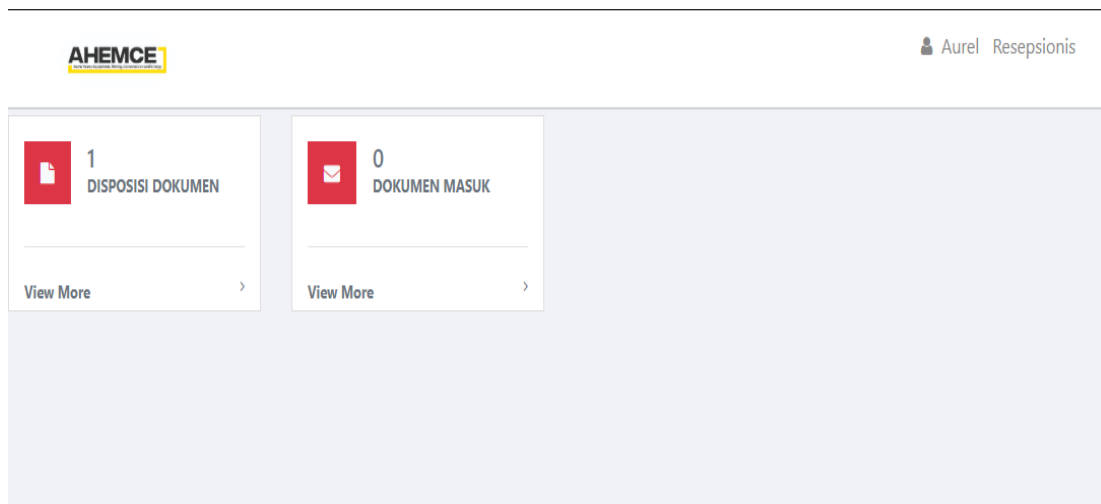 AHEMCE
Aurel Resepsionis
1
DISPOSISI DOKUMEN
View More
0
DOKUMEN MASUK
View More